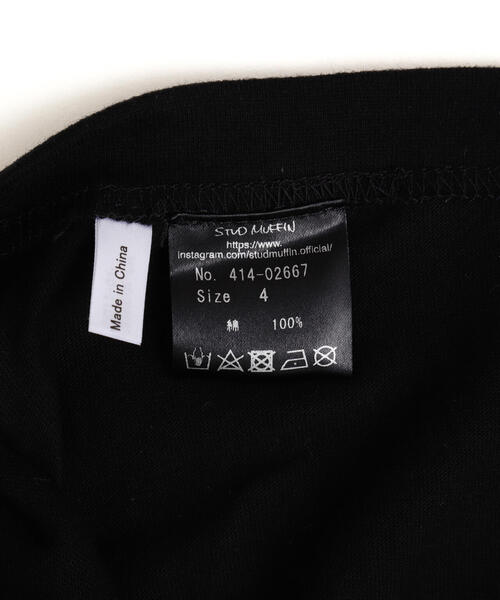 STUD MUFFIN
https://www.
instagram.com/studmuffin.official/
No. 414-02667
Size 4
綿 100%
Made in China